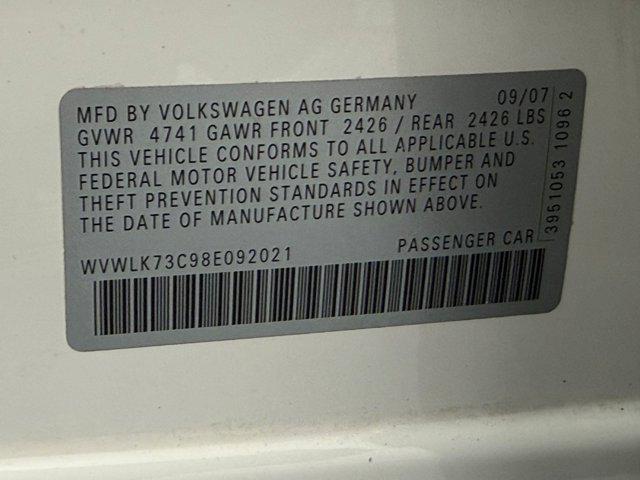 MFD BY VOLKSWAGEN AG GERMANY 09/07
GVWR 4741 GAWR FRONT 2426 / REAR 2426 LBS
THIS VEHICLE CONFORMS TO ALL APPLICABLE U.S.
FEDERAL MOTOR VEHICLE SAFETY, BUMPER AND
THEFT PREVENTION STANDARDS IN EFFECT ON
THE DATE OF MANUFACTURE SHOWN ABOVE.
WVWLK73C98E092021 PASSENGER CAR
3951053 1096 2